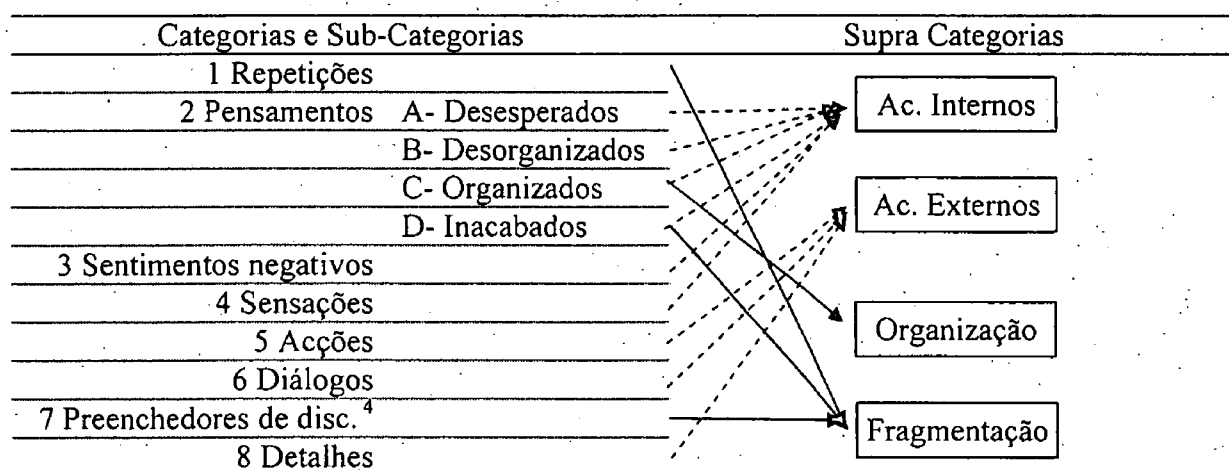 Categorias e Sub-Categorias Supra Categorias
1 Repetições
2 Pensamentos A- Desesperados
B- Desorganizados
C- Organizados
D- Inacabados
3 Sentimentos negativos
4 Sensações
5 Acções
6 Diálogos
7 Preenchedores de disc. 4
8 Detalhes
Ac. Internos
Ac. Externos
Organização
Fragmentação